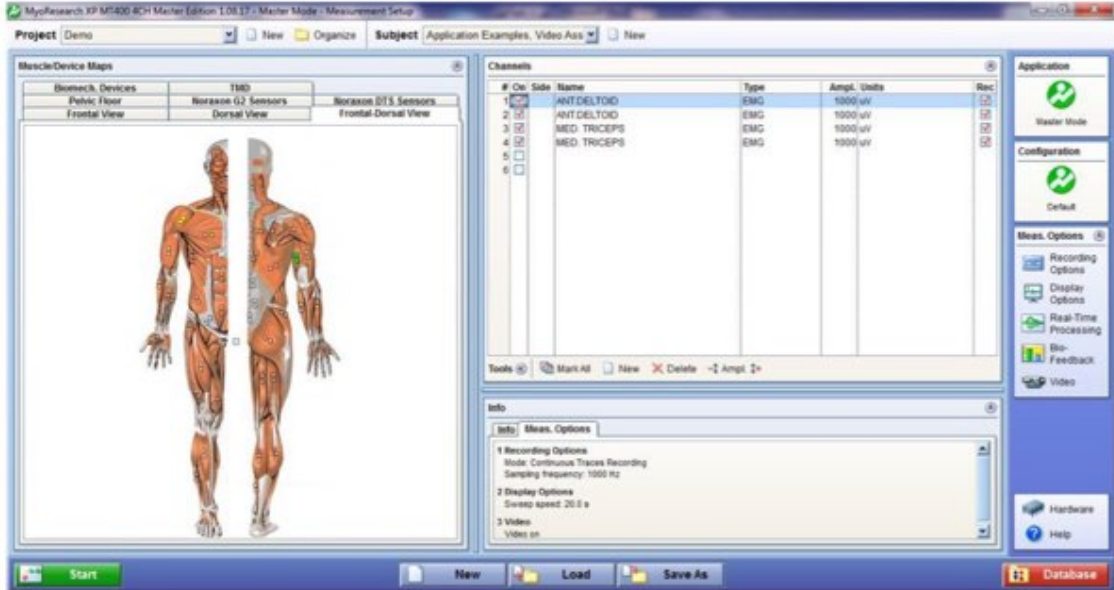 MyoResearch XP MT400 4CH Master Edition 1.08.17 - Master Mode - Measurement Setup
Project Demo New Organize Subject Application Examples, Video Ass New
Muscle/Device Maps
Biomech. Devices TMD
Pelvic Floor Noraxon G2 Sensors Noraxon DTS Sensors
Frontal View Dorsal View Frontal-Dorsal View
Channels
# On Side Name Type Ampl. Units Rec
1 ANT.DELTOID EMG 1000 uV
2 ANT.DELTOID EMG 1000 uV
3 MED. TRICEPS EMG 1000 uV
4 MED. TRICEPS EMG 1000 uV
5
6
Tools Mark All New Delete Ampl.
Info
Info Meas. Options
1 Recording Options
Mode: Continuous Traces Recording
Sampling frequency: 1000 Hz
2 Display Options
Sweep speed: 20.0 s
3 Video
Video on
Application
Master Mode
Configuration
Default
Meas. Options
Recording
Options
Display
Options
Real-Time
Processing
Bio-
Feedback
Video
Hardware
Help
Start New Load Save As Database